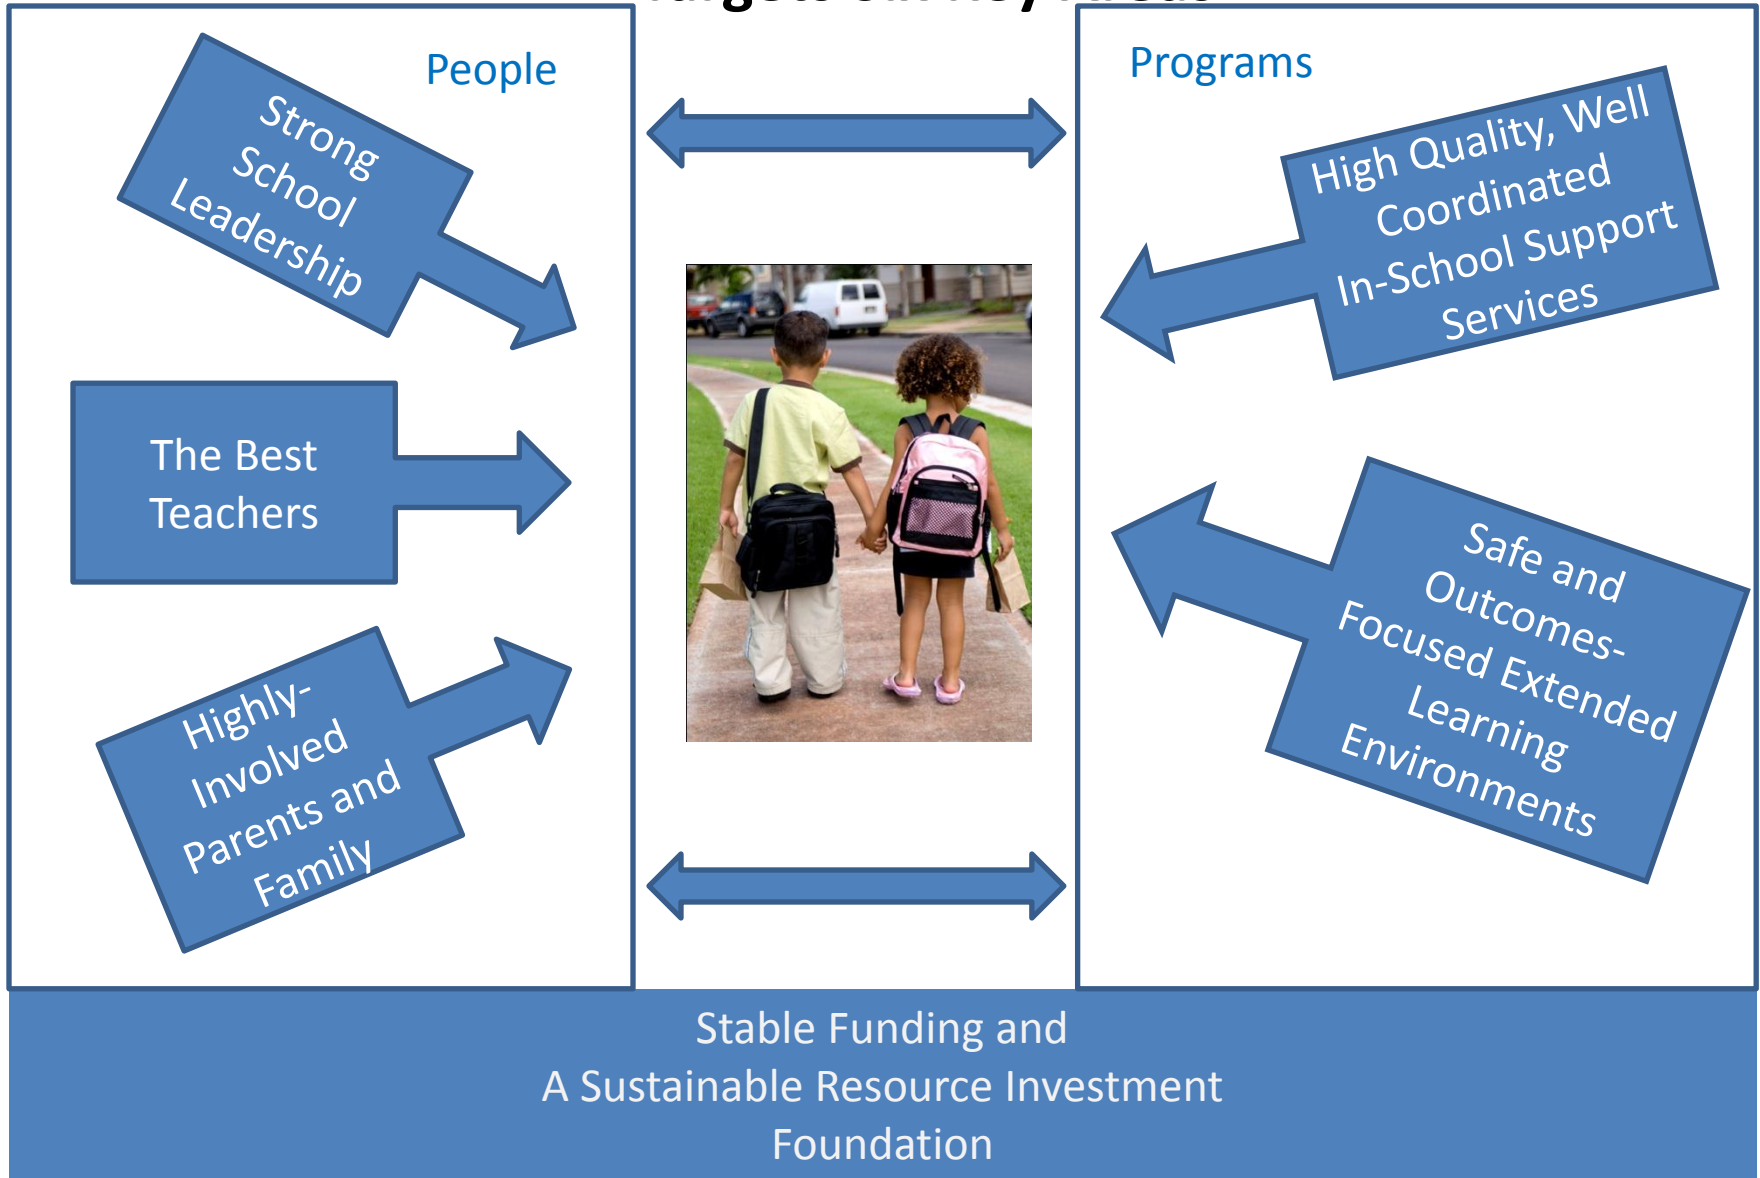 People
Strong
School
Leadership
The Best
Teachers
Highly-
Involved
Parents and
Family
Programs
High Quality, Well
Coordinated
In-School Support
Services
Safe and
Outcomes-
Focused Extended
Learning
Environments
Stable Funding and
A Sustainable Resource Investment
Foundation